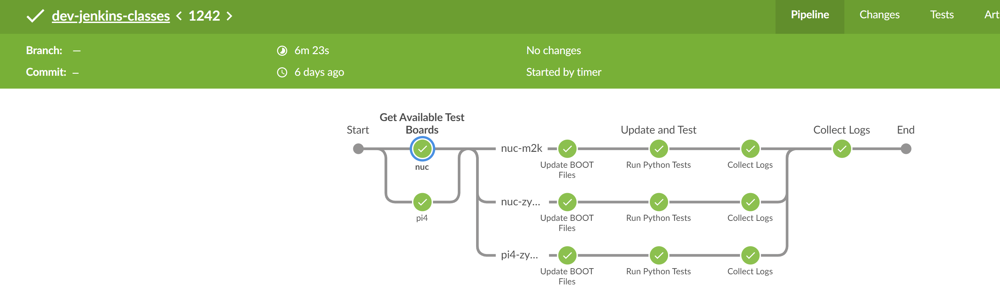 dev-jenkins-classes < 1242 >
Pipeline
Changes
Tests
Art
Branch: —
6m 23s
No changes
Commit: —
6 days ago
Started by timer
Start
Get Available Test
Boards
Update and Test
Collect Logs
End
nuc
pi4
nuc-m2k
Update BOOT
Files
Run Python Tests
Collect Logs
nuc-zy...
Update BOOT
Files
Run Python Tests
Collect Logs
pi4-zy...
Update BOOT
Files
Run Python Tests
Collect Logs